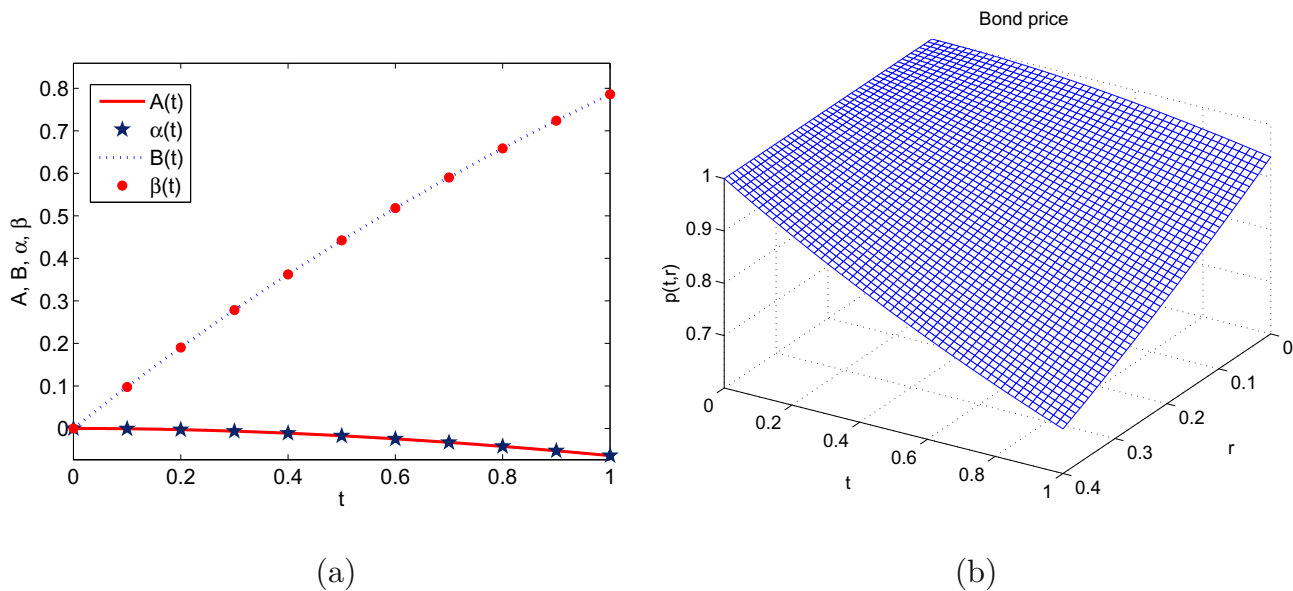 A, B, α, β
0.8
0.7
0.6
0.5
0.4
0.3
0.2
0.1
0
A(t)
α(t)
B(t)
β(t)
0 0.2 0.4 0.6 0.8 1
t
(a)
Bond price
p(t,r)
1
0.9
0.8
0.7
0 0.2 0.4 0.6 0.8 1
t
0 0.1 0.2 0.3 0.4
r
(b)